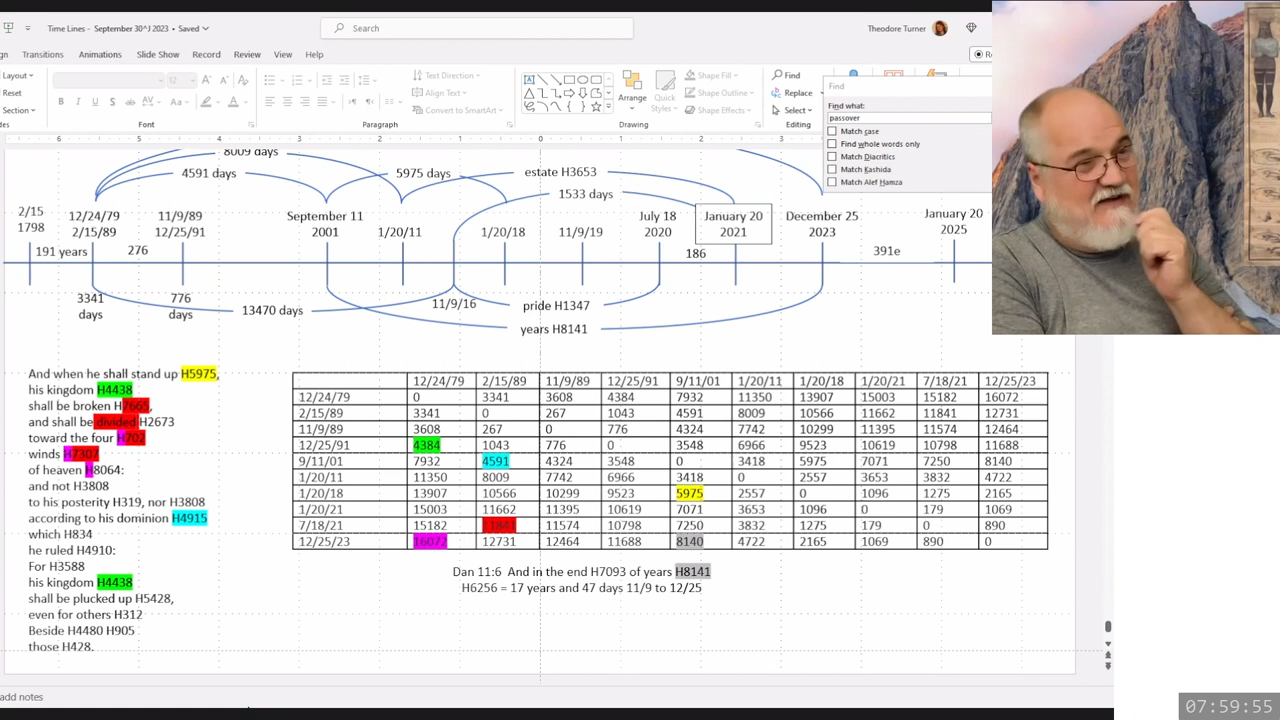 Time Lines - September 30^J 2023 • Saved
Search
Theodore Turner
Transitions Animations Slide Show Record Review View Help
Layout
Reset
Section
Font
Paragraph
Text Direction
Align Text
Convert to SmartArt
Arrange
Quick Styles
Shape Fill
Shape Outline
Shape Effects
Drawing
Find
Replace
Select
Editing
Find
Find what:
passover
Match case
Find whole words only
Match Diacritics
Match Kashida
Match Alef Hamza
6 5 4 3 2 1 0 1 2 3
8009 days
4591 days 5975 days estate H3653
1533 days
2/15 1798
12/24/79 2/15/89
11/9/89 12/25/91
September 11 2001
1/20/11
1/20/18
11/9/19
July 18 2020
January 20 2021
December 25 2023
January 20 2025
191 years 276 186 391e
3341 days
776 days
13470 days
11/9/16
pride H1347
years H8141
And when he shall stand up H5975,
his kingdom H4438
shall be broken H7665,
and shall be divided H2673
toward the four H702
winds H7307
of heaven H8064:
and not H3808
to his posterity H319, nor H3808
according to his dominion H4915
which H834
he ruled H4910:
For H3588
his kingdom H4438
shall be plucked up H5428,
even for others H312
Beside H4480 H905
those H428.
12/24/79 2/15/89 11/9/89 12/25/91 9/11/01 1/20/11 1/20/18 1/20/21 7/18/21 12/25/23
12/24/79 0 3341 3608 4384 7932 11350 13907 15003 15182 16072
2/15/89 3341 0 267 1043 4591 8009 10566 11662 11841 12731
11/9/89 3608 267 0 776 4324 7742 10299 11395 11574 12464
12/25/91 4384 1043 776 0 3548 6966 9523 10619 10798 11688
9/11/01 7932 4591 4324 3548 0 3418 5975 7071 7250 8140
1/20/11 11350 8009 7742 6966 3418 0 2557 3653 3832 4722
1/20/18 13907 10566 10299 9523 5975 2557 0 1096 1275 2165
1/20/21 15003 11662 11395 10619 7071 3653 1096 0 179 1069
7/18/21 15182 11841 11574 10798 7250 3832 1275 179 0 890
12/25/23 16072 12731 12464 11688 8140 4722 2165 1069 890 0
Dan 11:6 And in the end H7093 of years H8141
H6256 = 17 years and 47 days 11/9 to 12/25
add notes
07:59:55